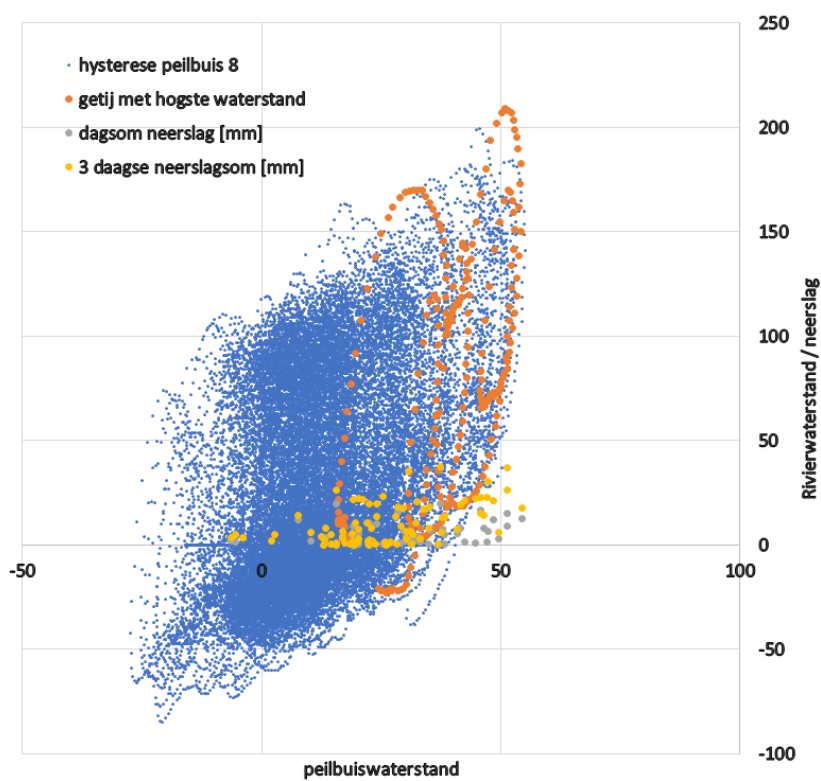 250
hysterese peilbuis 8
getij met hogste waterstand
200
dagsom neerslag [mm]
3 daagse neerslagsom [mm]
150
100
Rivierwaterstand / neerslag
50
0
-50
0
50
100
-50
-100
peilbuiswaterstand